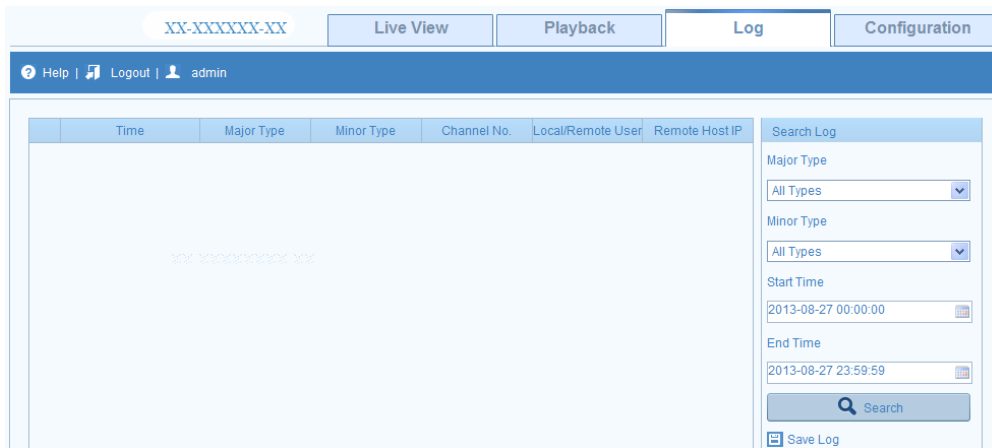 XX-XXXXXX-XX Live View Playback Log Configuration
Help | Logout | admin
Time Major Type Minor Type Channel No. Local/Remote User Remote Host IP
Search Log
Major Type
All Types
Minor Type
All Types
Start Time
2013-08-27 00:00:00
End Time
2013-08-27 23:59:59
Search
Save Log